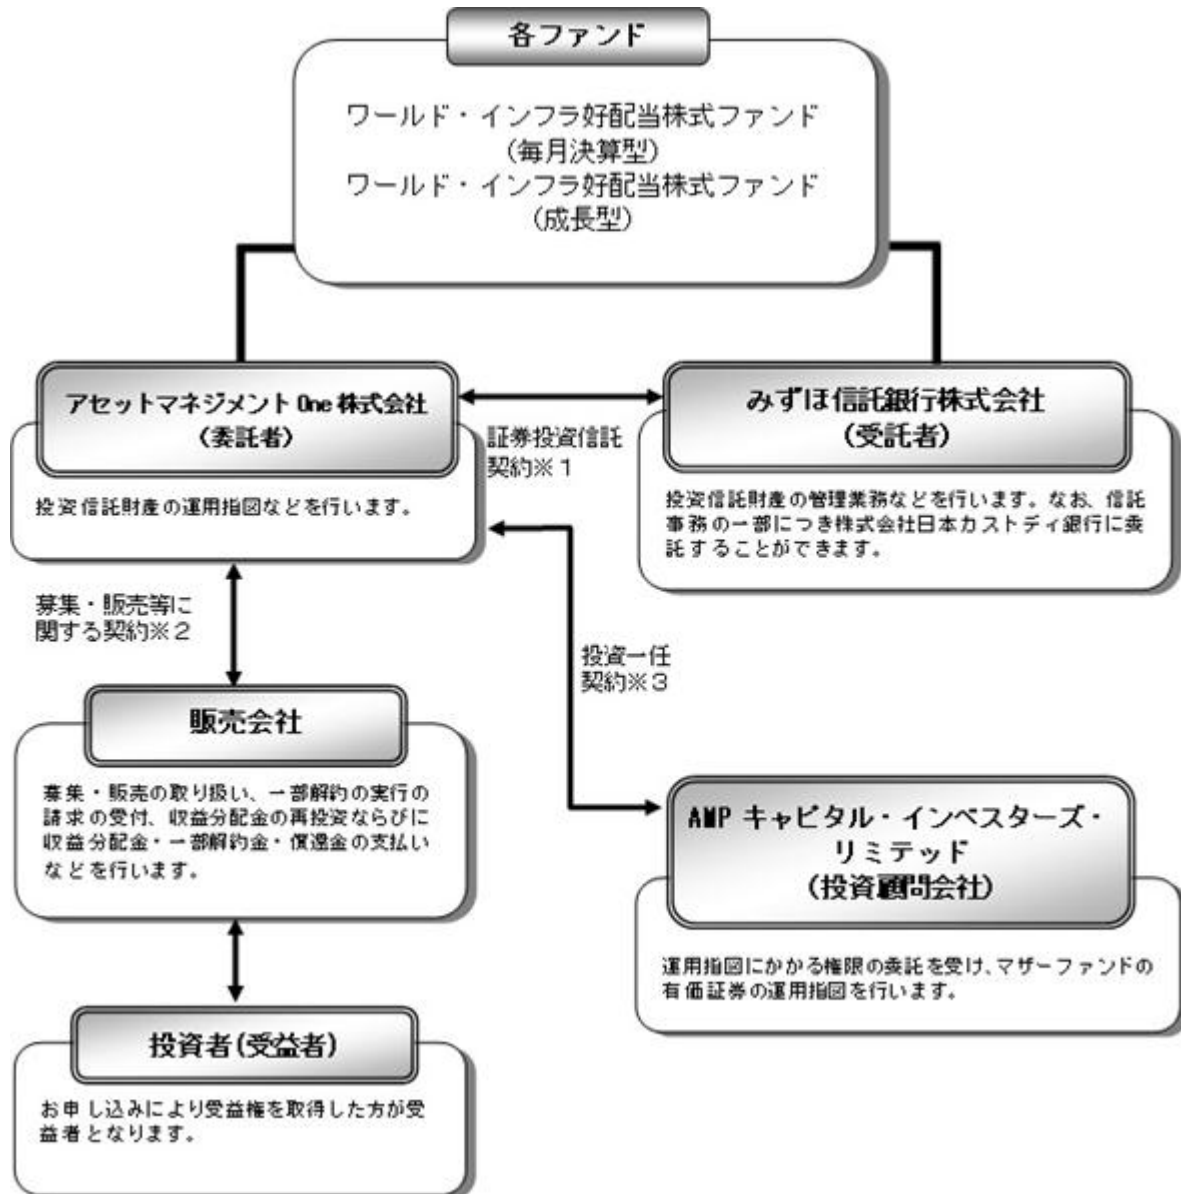 各ファンド
ワールド・インフラ好配当株式ファンド
(毎月決算型)
ワールド・インフラ好配当株式ファンド
(成長型)
アセットマネジメント One 株式会社
(委託者)
投資信託財産の運用指図などを行います。
証券投資信託
契約※1
みずほ信託銀行株式会社
(受託者)
投資信託財産の管理業務などを行います。なお、信託
事務の一部につき株式会社日本カストディ銀行に委
託することができます。
募集・販売等に
関する契約※2
投資一任
契約※3
販売会社
募集・販売の取り扱い、一部解約の実行の
請求の受付、収益分配金の再投資ならびに
収益分配金・一部解約金・償還金の支払い
などを行います。
AMP キャピタル・インベスターズ・
リミテッド
(投資顧問会社)
運用指図にかかる権限の委託を受け、マザーファンドの
有価証券の運用指図を行います。
投資者(受益者)
お申し込みにより受益権を取得した方が受
益者となります。